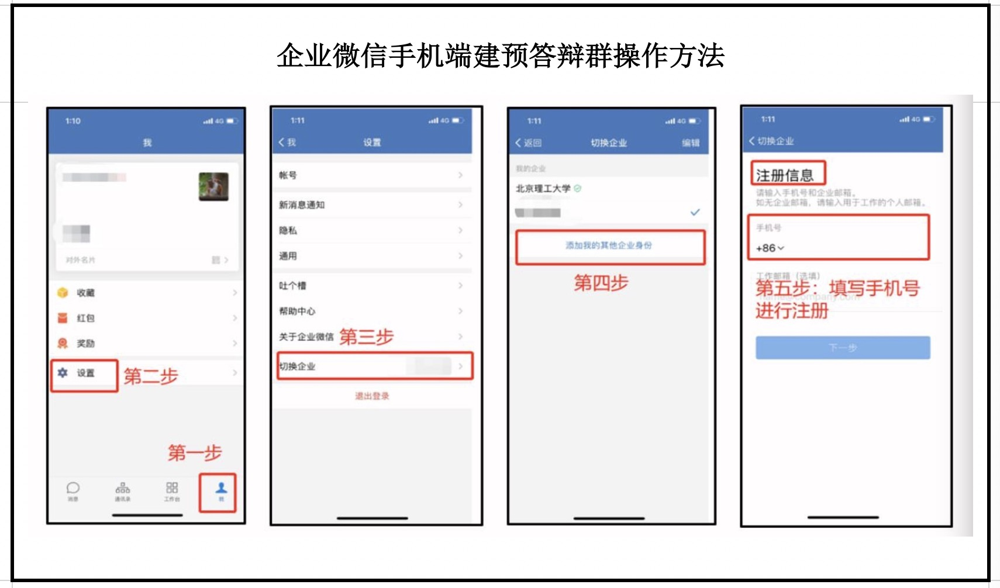 企业微信手机端建预答辩群操作方法
1:10
4G
我
对外名片
收藏
红包
奖励
设置
第二步
第一步
消息
通讯录
工作台
我
1:11
4G
我
设置
帐号
新消息通知
隐私
通用
吐个槽
帮助中心
关于企业微信
第三步
切换企业
退出登录
1:11
4G
返回
切换企业
编辑
我的企业
北京理工大学
添加我的其他企业身份
第四步
1:11
4G
切换企业
注册信息
请输入手机号和企业邮箱。
如无企业邮箱，请输入用于工作的个人邮箱。
手机号
+86
工作邮箱（选填）
name@company.com
第五步：填写手机号
进行注册
下一步